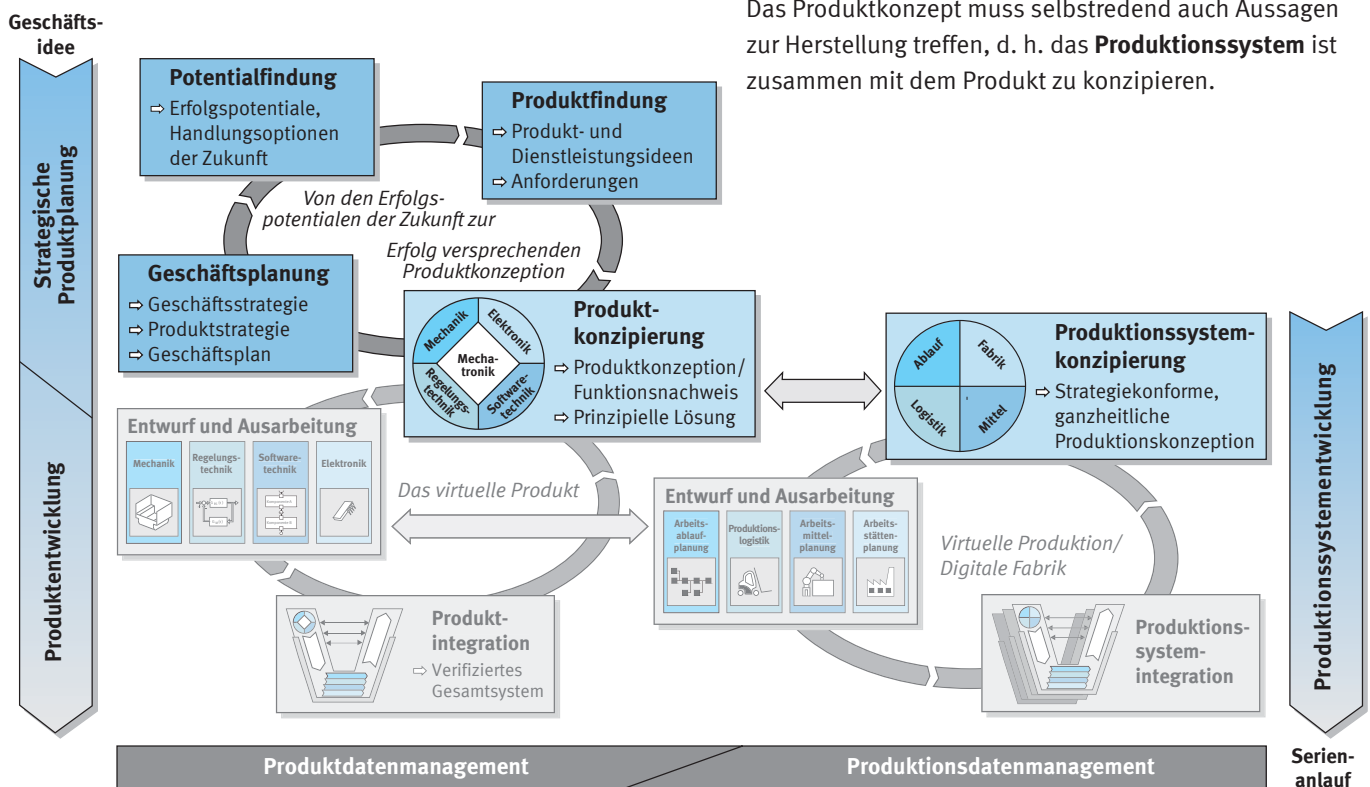 Das Produktkonzept muss selbstredend auch Aussagen
zur Herstellung treffen, d. h. das Produktionssystem ist
zusammen mit dem Produkt zu konzipieren.
Geschäfts-
idee
Strategische
Produktplanung
Produktentwicklung
Potentialfindung
⇨ Erfolgspotentiale,
Handlungsoptionen
der Zukunft
Produktfindung
⇨ Produkt- und
Dienstleistungsideen
⇨ Anforderungen
Von den Erfolgs-
potentialen der Zukunft zur
Erfolg versprechenden
Produktkonzeption
Geschäftsplanung
⇨ Geschäftsstrategie
⇨ Produktstrategie
⇨ Geschäftsplan
Mechanik
Elektronik
Mecha-
tronik
Regelungs-
technik
Software-
technik
Produkt-
konzipierung
⇨ Produktkonzeption/
Funktionsnachweis
⇨ Prinzipielle Lösung
Ablauf
Fabrik
Logistik
Mittel
Produktionssystem-
konzipierung
⇨ Strategiekonforme,
ganzheitliche
Produktionskonzeption
Entwurf und Ausarbeitung
Mechanik
Regelungs-
technik
Software-
technik
Elektronik
Das virtuelle Produkt
Entwurf und Ausarbeitung
Arbeits-
ablauf-
planung
Produktions-
logistik
Arbeits-
mittel-
planung
Arbeits-
stätten-
planung
Virtuelle Produktion/
Digitale Fabrik
Produkt-
integration
⇨ Verifiziertes
Gesamtsystem
Produktions-
system-
integration
Produktionssystementwicklung
Produktdatenmanagement
Produktionsdatenmanagement
Serien-
anlauf